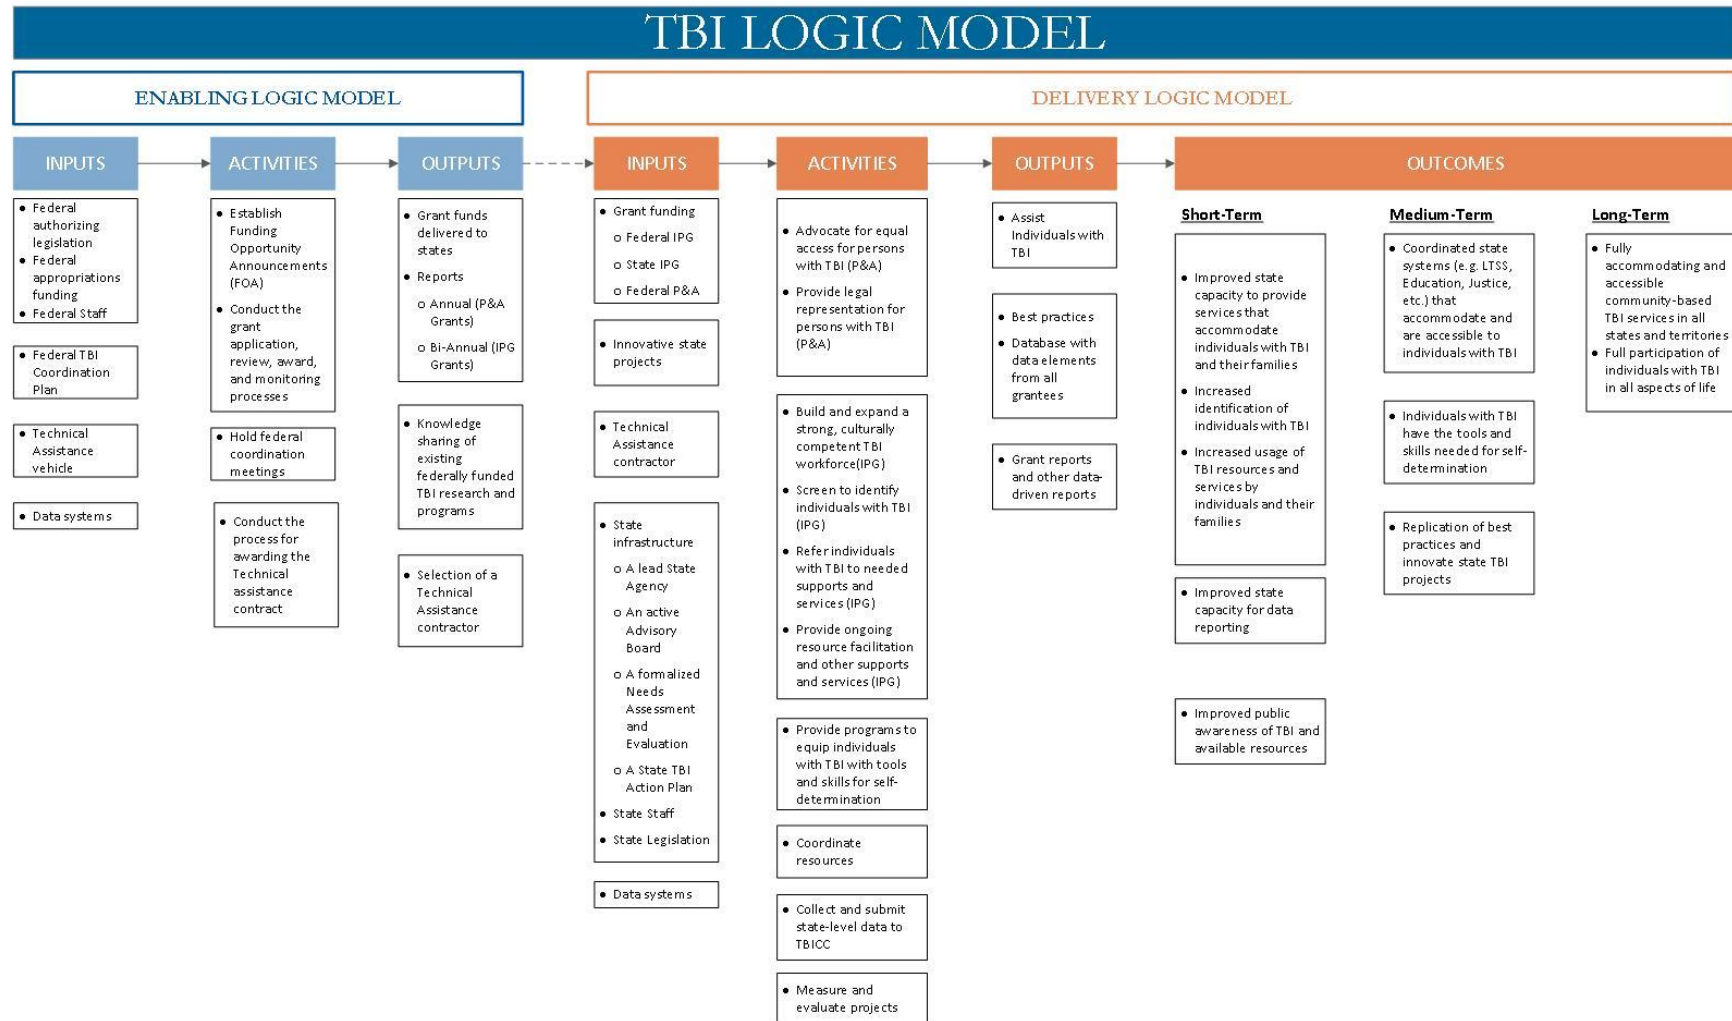 TBI LOGIC MODEL
ENABLING LOGIC MODEL
DELIVERY LOGIC MODEL
INPUTS
ACTIVITIES
OUTPUTS
INPUTS
ACTIVITIES
OUTPUTS
OUTCOMES
• Federal
authorizing
legislation
• Federal
appropriations
funding
• Federal Staff
• Federal TBI
Coordination
Plan
• Technical
Assistance
vehicle
• Data systems
• Establish
Funding
Opportunity
Announcements
(FOA)
• Conduct the
grant
application,
review, award,
and monitoring
processes
• Hold federal
coordination
meetings
• Conduct the
process for
awarding the
Technical
assistance
contract
• Grant funds
delivered to
states
• Reports
o Annual (P&A
Grants)
o Bi-Annual (IPG
Grants)
• Knowledge
sharing of
existing
federally funded
TBI research and
programs
• Selection of a
Technical
Assistance
contractor
• Grant funding
o Federal IPG
o State IPG
o Federal P&A
• Innovative state
projects
• Technical
Assistance
contractor
• State
infrastructure
o A lead State
Agency
o An active
Advisory
Board
o A formalized
Needs
Assessment
and
Evaluation
o A State TBI
Action Plan
• State Staff
• State Legislation
• Data systems
• Advocate for equal
access for persons
with TBI (P&A)
• Provide legal
representation for
persons with TBI
(P&A)
• Build and expand a
strong, culturally
competent TBI
workforce(IPG)
• Screen to identify
individuals with TBI
(IPG)
• Refer individuals
with TBI to needed
supports and
services (IPG)
• Provide ongoing
resource facilitation
and other supports
and services (IPG)
• Provide programs to
equip individuals
with TBI with tools
and skills for self-
determination
• Coordinate
resources
• Collect and submit
state-level data to
TBICC
• Measure and
evaluate projects
• Assist
Individuals with
TBI
• Best practices
• Database with
data elements
from all
grantees
• Grant reports
and other data-
driven reports
Short-Term
• Improved state
capacity to provide
services that
accommodate
individuals with TBI
and their families
• Increased
identification of
individuals with TBI
• Increased usage of
TBI resources and
services by
individuals and their
families
• Improved state
capacity for data
reporting
• Improved public
awareness of TBI and
available resources
Medium-Term
• Coordinated state
systems (e.g. LTSS,
Education, Justice,
etc.) that
accommodate and
are accessible to
individuals with TBI
• Individuals with TBI
have the tools and
skills needed for self-
determination
• Replication of best
practices and
innovate state TBI
projects
Long-Term
• Fully
accommodating and
accessible
community-based
TBI services in all
states and territories
• Full participation of
individuals with TBI
in all aspects of life